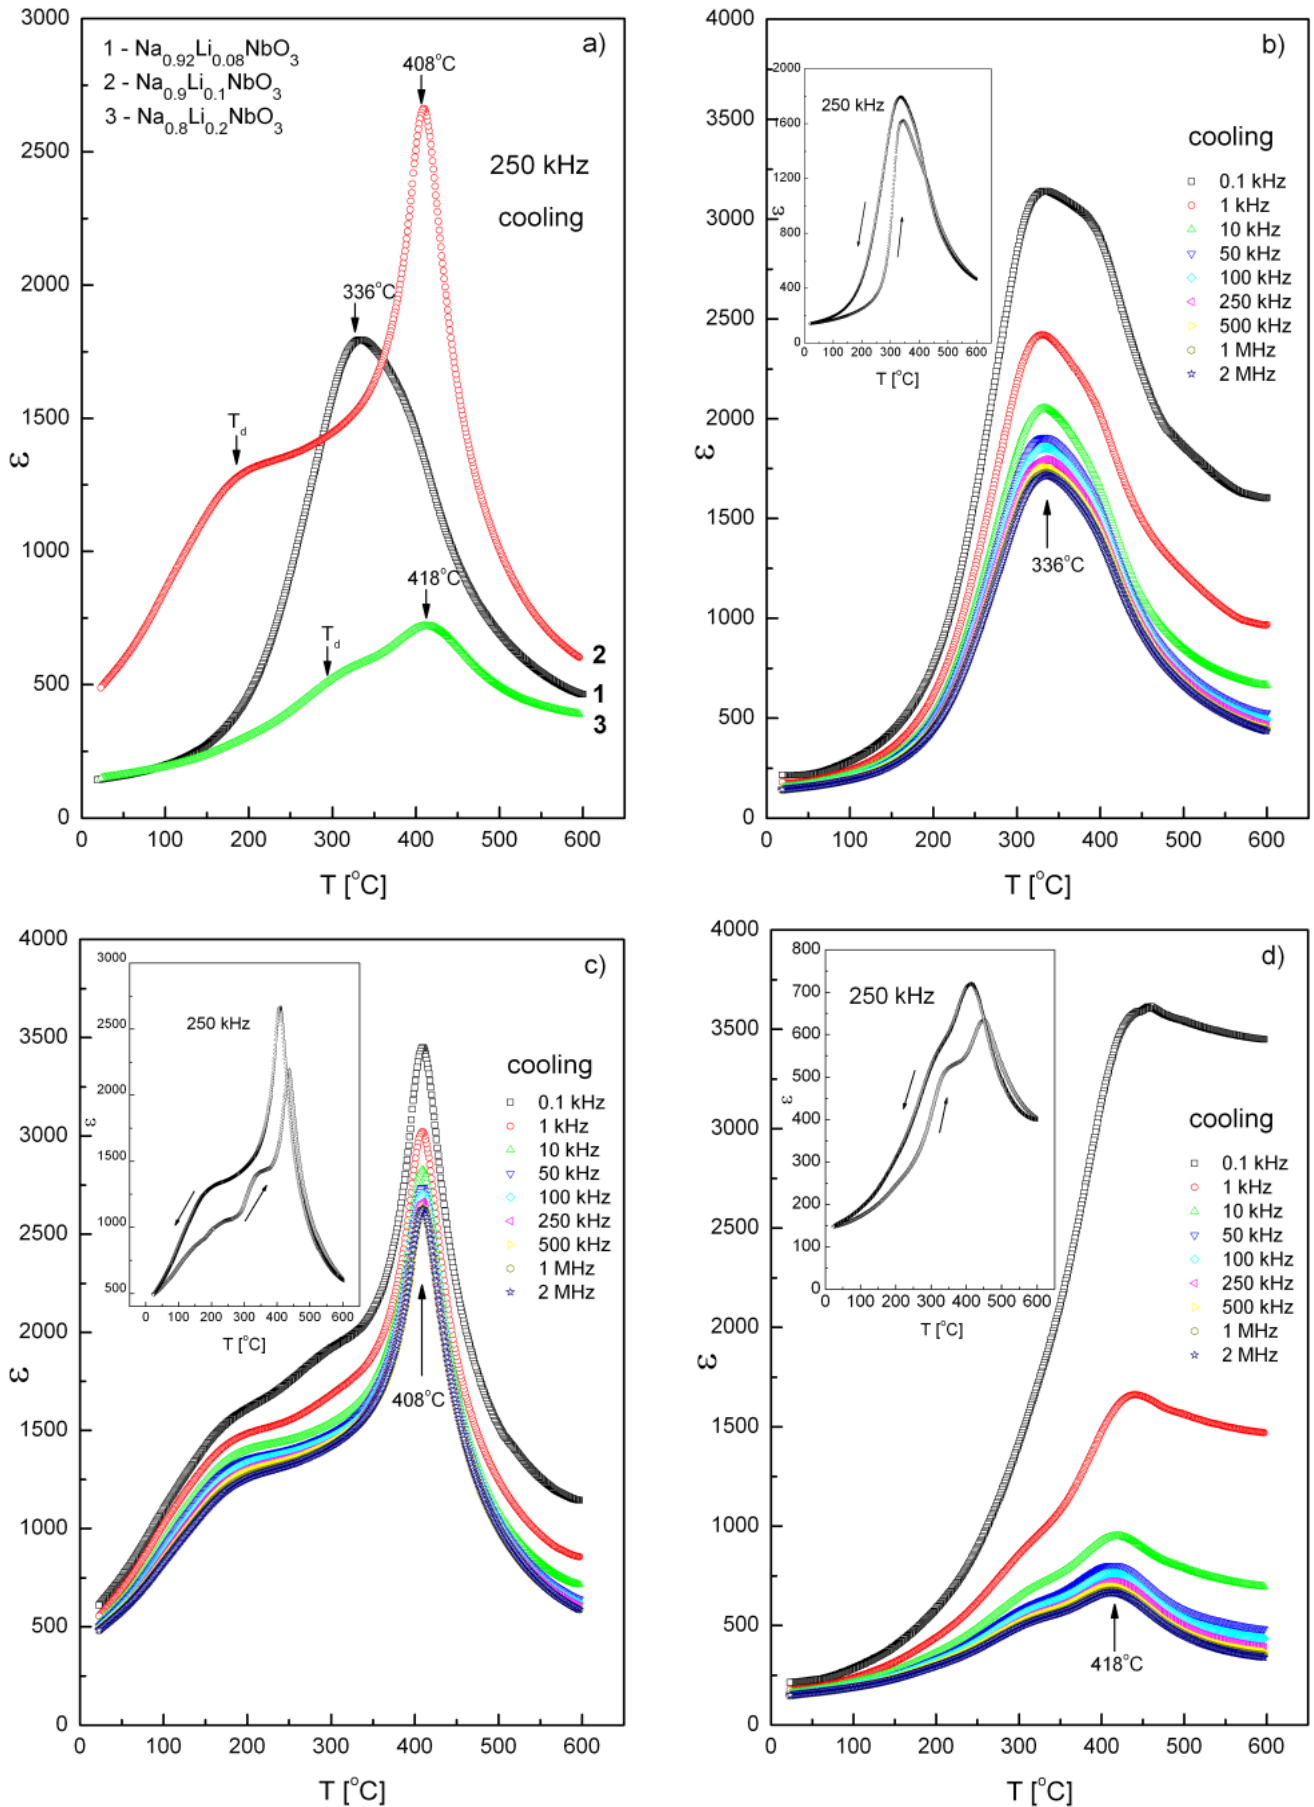 a)
1 - Na0.92Li0.08NbO3
2 - Na0.9Li0.1NbO3
3 - Na0.8Li0.2NbO3
250 kHz
cooling
408°C
336°C
Td
418°C
Td
2
1
3
3000
2500
2000
1500
1000
500
0
ε
0 100 200 300 400 500 600
T [°C]
b)
250 kHz
2000
1600
1200
800
400
0
ε
0 100 200 300 400 500 600
T [°C]
cooling
0.1 kHz
1 kHz
10 kHz
50 kHz
100 kHz
250 kHz
500 kHz
1 MHz
2 MHz
336°C
4000
3500
3000
2500
2000
1500
1000
500
0
ε
0 100 200 300 400 500 600
T [°C]
c)
250 kHz
3000
2500
2000
1500
1000
500
ε
0 100 200 300 400 500 600
T [°C]
cooling
0.1 kHz
1 kHz
10 kHz
50 kHz
100 kHz
250 kHz
500 kHz
1 MHz
2 MHz
408°C
4000
3500
3000
2500
2000
1500
1000
500
0
ε
0 100 200 300 400 500 600
T [°C]
d)
250 kHz
800
700
600
500
400
300
200
100
0
ε
0 100 200 300 400 500 600
T [°C]
cooling
0.1 kHz
1 kHz
10 kHz
50 kHz
100 kHz
250 kHz
500 kHz
1 MHz
2 MHz
418°C
4000
3500
3000
2500
2000
1500
1000
500
0
ε
0 100 200 300 400 500 600
T [°C]